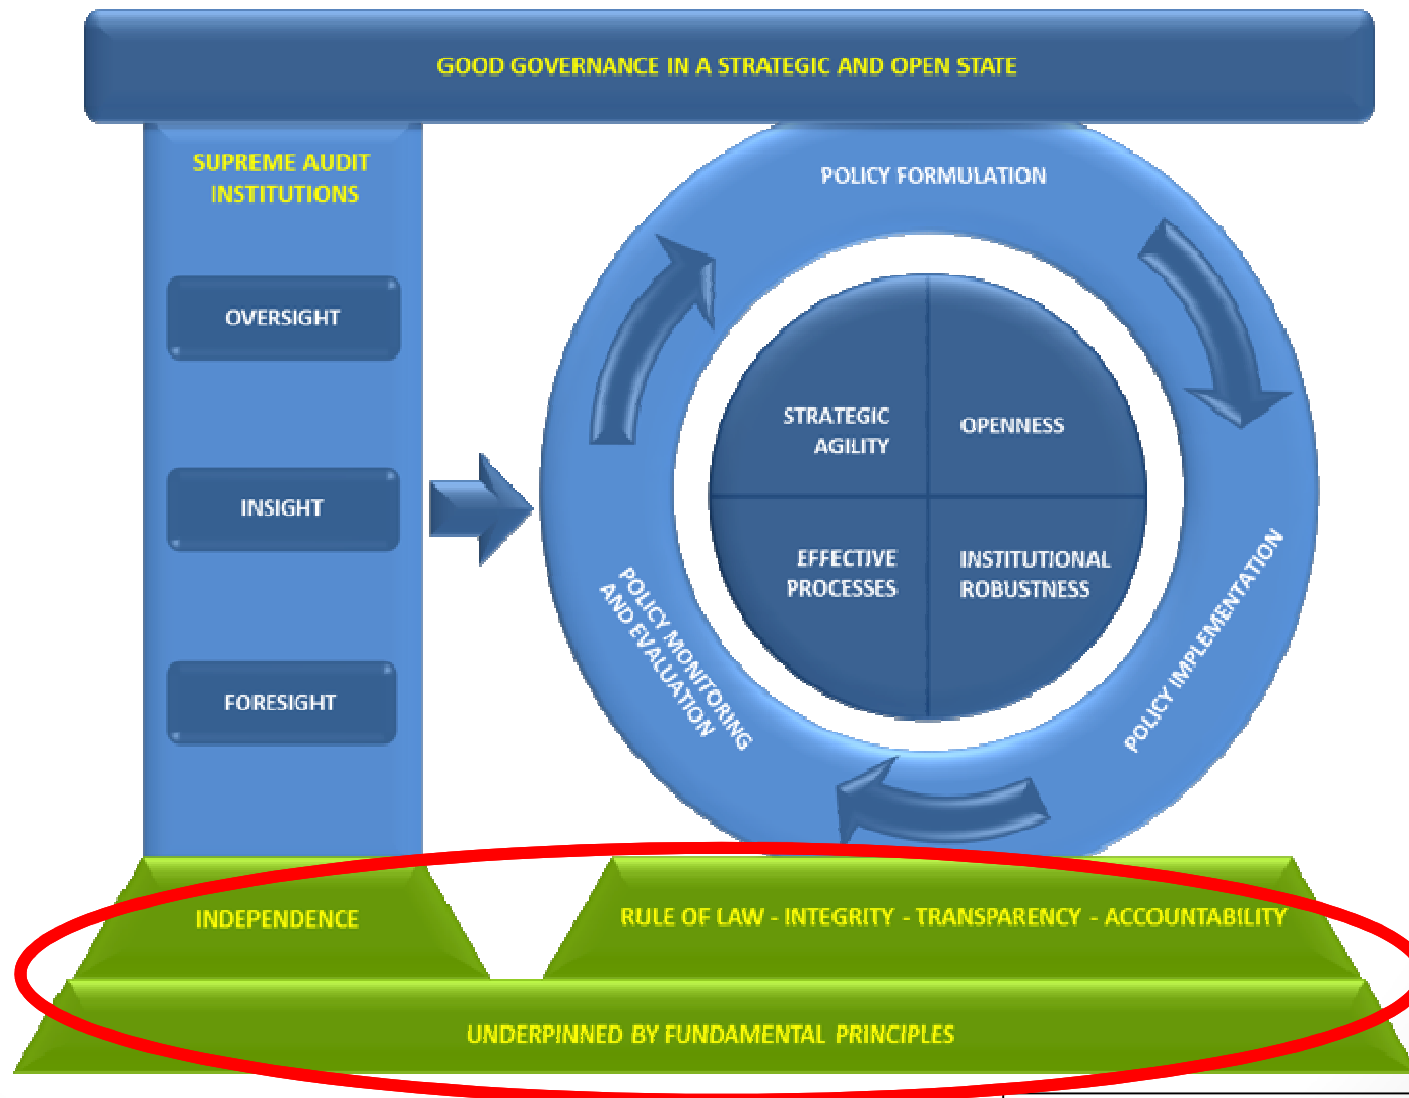 GOOD GOVERNANCE IN A STRATEGIC AND OPEN STATE
SUPREME AUDIT
INSTITUTIONS
OVERSIGHT
INSIGHT
FORESIGHT
POLICY FORMULATION
STRATEGIC
AGILITY
OPENNESS
EFFECTIVE
PROCESSES
INSTITUTIONAL
ROBUSTNESS
POLICY IMPLEMENTATION
POLICY MONITORING
AND EVALUATION
INDEPENDENCE
RULE OF LAW - INTEGRITY - TRANSPARENCY - ACCOUNTABILITY
UNDERPINNED BY FUNDAMENTAL PRINCIPLES